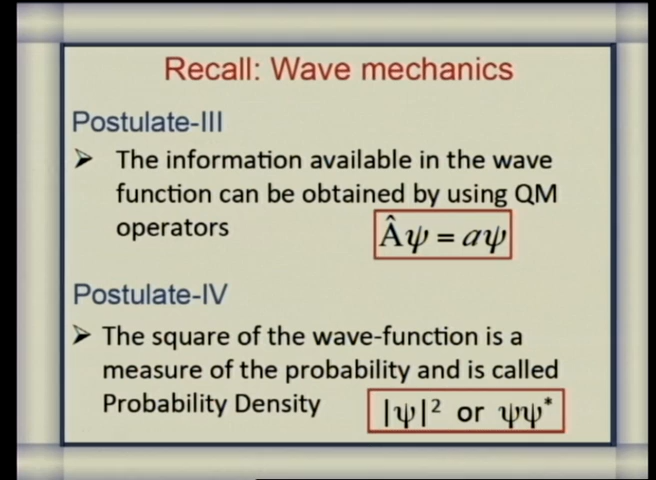 Recall: Wave mechanics
Postulate-III
➢ The information available in the wave
function can be obtained by using QM
operators
Âψ = aψ
Postulate-IV
➢ The square of the wave-function is a
measure of the probability and is called
Probability Density
|ψ|² or ψψ*